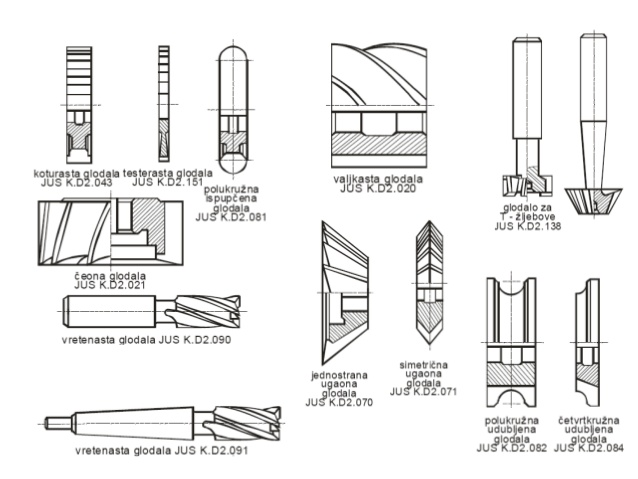 koturasta glodala
JUS K.D2.043
testerasta glodala
JUS K.D2.151
polukružna
ispupčena
glodala
JUS K.D2.081
valjkasta glodala
JUS K.D2.020
glodalo za
T - žljebove
JUS K.D2.138
čeona glodala
JUS K.D2.021
vretenasta glodala JUS K.D2.090
jednostrana
ugaona
glodala
JUS K.D2.070
simetrična
ugaona
glodala
JUS K.D2.071
polukružna
udubljena
glodala
JUS K.D2.082
četvrtkružna
udubljena
glodala
JUS K.D2.084
vretenasta glodala JUS K.D2.091